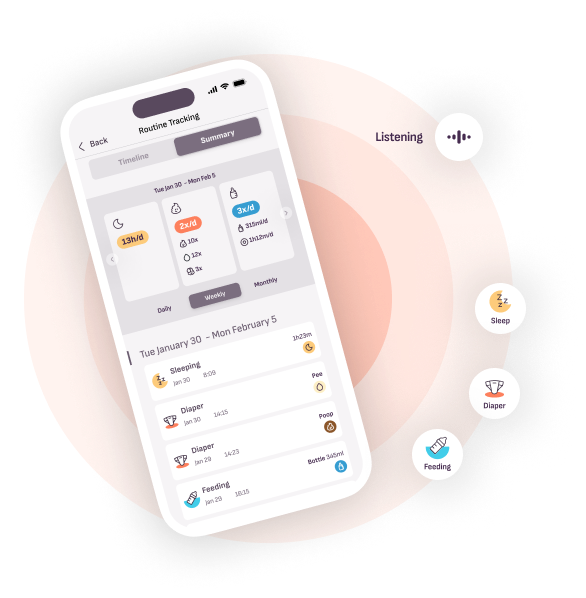 Back
Routine Tracking
Timeline
Summary
Tue Jan 30 - Mon Feb 5
13h/d
2x/d
10x
12x
3x
3x/d
315ml/d
1h12m/d
Daily
Weekly
Monthly
Tue January 30 - Mon February 5
Sleeping
Jan 30 8:09
1h23m
Diaper
Jan 30 14:15
Pee
Diaper
Jan 29 14:23
Poop
Feeding
Jan 29 16:15
Bottle 345ml
Listening
Zzz
Sleep
Diaper
Feeding